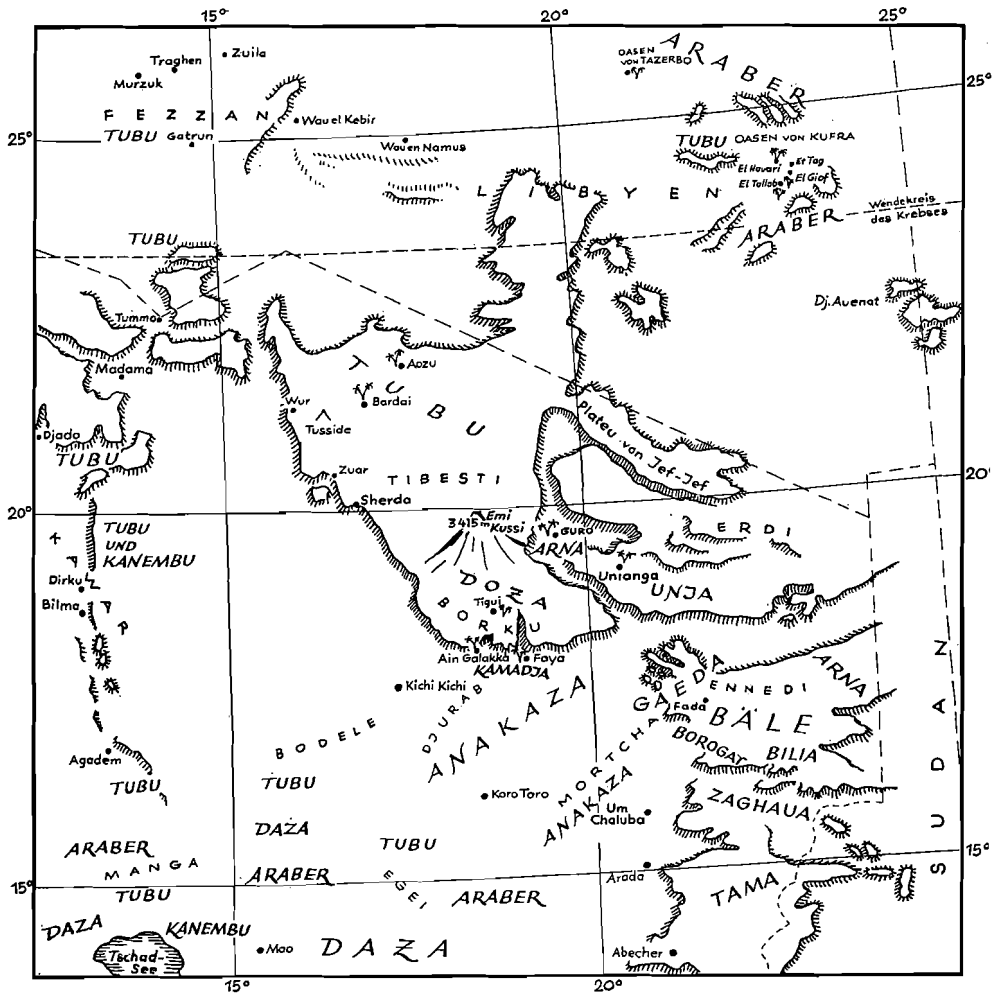 15°
20°
25°
Zuila
Traghen
Murzuk
OASEN
VON TAZERBO
ARABER
25°
FEZZAN
Wau el Kebir
TUBU Gatrun
25°
Wau en Namus
TUBU OASEN VON KUFRA
El Havari
Et Tag
El Giof
El Tallab
LIBYEN
Wendekreis
des Krebses
ARABER
TUBU
Dj. Auenat
Tummo
Madama
Aozu
TUBU
Bardai
Wur
Tusside
Djado
TUBU
Plateu von Jef-Jef
Zuar
TIBESTI
Sherda
20°
20°
3415 m
Emi
Kussi
GURO
ARNA
ERDI
TUBU
UND
KANEMBU
Unianga
UNJA
Dirku
Bilma
DOZA
Tigui
BORKU
Ain Galakka
Faya
KAMADJA
Kichi Kichi
DJURAB
ANAKAZA
GAEDA
ENNEDI
ARNA
Fada
BÄLE
BODELE
MORTCHA
BOROGAT
BILIA
SUDAN
Agadem
TUBU
TUBU
Koro Toro
ANAKAZA
Um
Chaluba
ZAGHAUA
DAZA
TUBU
ARABER
MANGA
ARABER
15°
15°
TUBU
EGEI
ARABER
Arada
TAMA
DAZA
KANEMBU
Tschad-
See
Mao
DAZA
Abecher
15°
20°